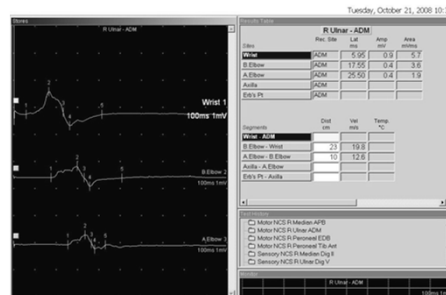 Tuesday, October 21, 2008 10:
Stores
Wrist 1
100ms 1mV
B.Elbow 2
100ms 1mV
A.Elbow 3
100ms 1mV
Results Table
R Ulnar - ADM
Sites Rec. Site Lat ms Amp mV Area mVms
Wrist ADM 5.95 0.9 5.7
B.Elbow ADM 17.55 0.4 3.6
A.Elbow ADM 25.50 0.4 1.9
Axilla ADM
Erb's Pt ADM
Segments Dist cm Vel m/s Temp. °C
Wrist - ADM
B.Elbow - Wrist 23 19.8
A.Elbow - B.Elbow 10 12.6
Axilla - A.Elbow
Erb's Pt - Axilla
Test History
Motor NCS R Median APB
Motor NCS R Ulnar ADM
Motor NCS R Peroneal EDB
Motor NCS R Peroneal Tib Ant
Sensory NCS R Median Dig II
Sensory NCS R Ulnar Dig V
Monitor
R Ulnar - ADM
100ms 1mV